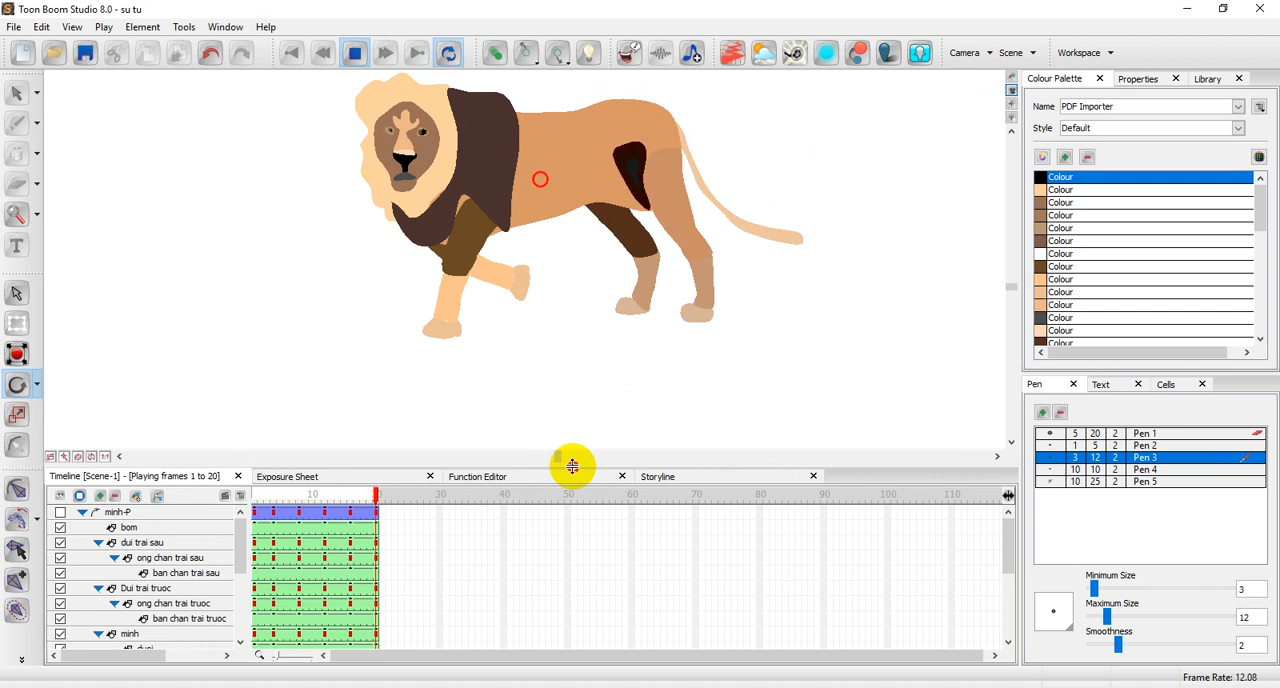 Toon Boom Studio 8.0 - su tu
File Edit View Play Element Tools Window Help
Camera Scene Workspace
Colour Palette Properties Library
Name PDF Importer
Style Default
Colour
Colour
Colour
Colour
Colour
Colour
Colour
Colour
Colour
Colour
Colour
Colour
Colour
Colour
Pen Text Cells
5 20 2 Pen 1
1 5 2 Pen 2
3 12 2 Pen 3
10 10 2 Pen 4
10 25 2 Pen 5
Minimum Size
3
Maximum Size
12
Smoothness
2
T
1:1
Timeline [Scene-1] - [Playing frames 1 to 20] Exposure Sheet Function Editor Storyline
10 20 30 40 50 60 70 80 90 100 110
minh-P
bom
dui trai sau
ong chan trai sau
ban chan trai sau
Dui trai truoc
ong chan trai truoc
ban chan trai truoc
minh
duoi
Frame Rate: 12.08